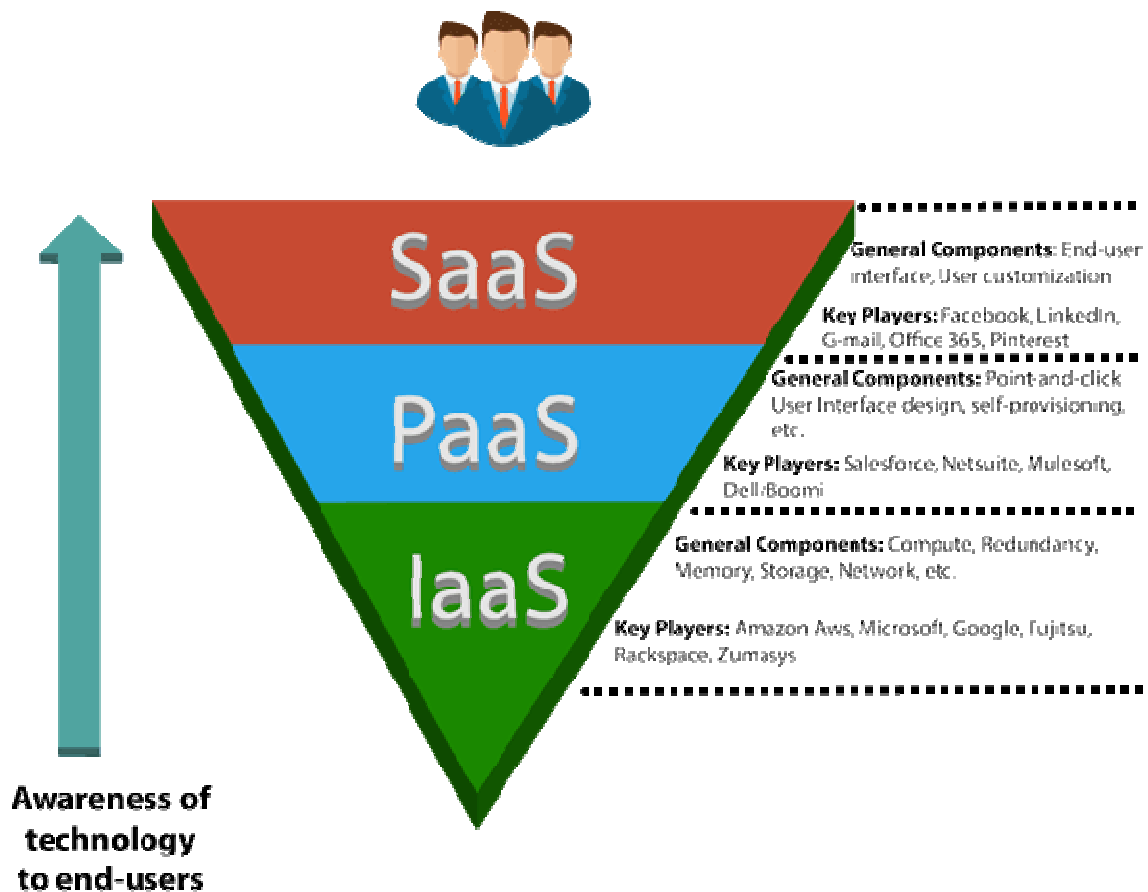 SaaS
General Components: End-user
interface, User customization
Key Players: Facebook, LinkedIn,
G-mail, Office 365, Pinterest
PaaS
General Components: Point-and-click
User Interface design, self-provisioning,
etc.
Key Players: Salesforce, Netsuite, Mulesoft,
Dell/Boomi
IaaS
General Components: Compute, Redundancy,
Memory, Storage, Network, etc.
Key Players: Amazon Aws, Microsoft, Google, Fujitsu,
Rackspace, Zumasys
Awareness of
technology
to end-users